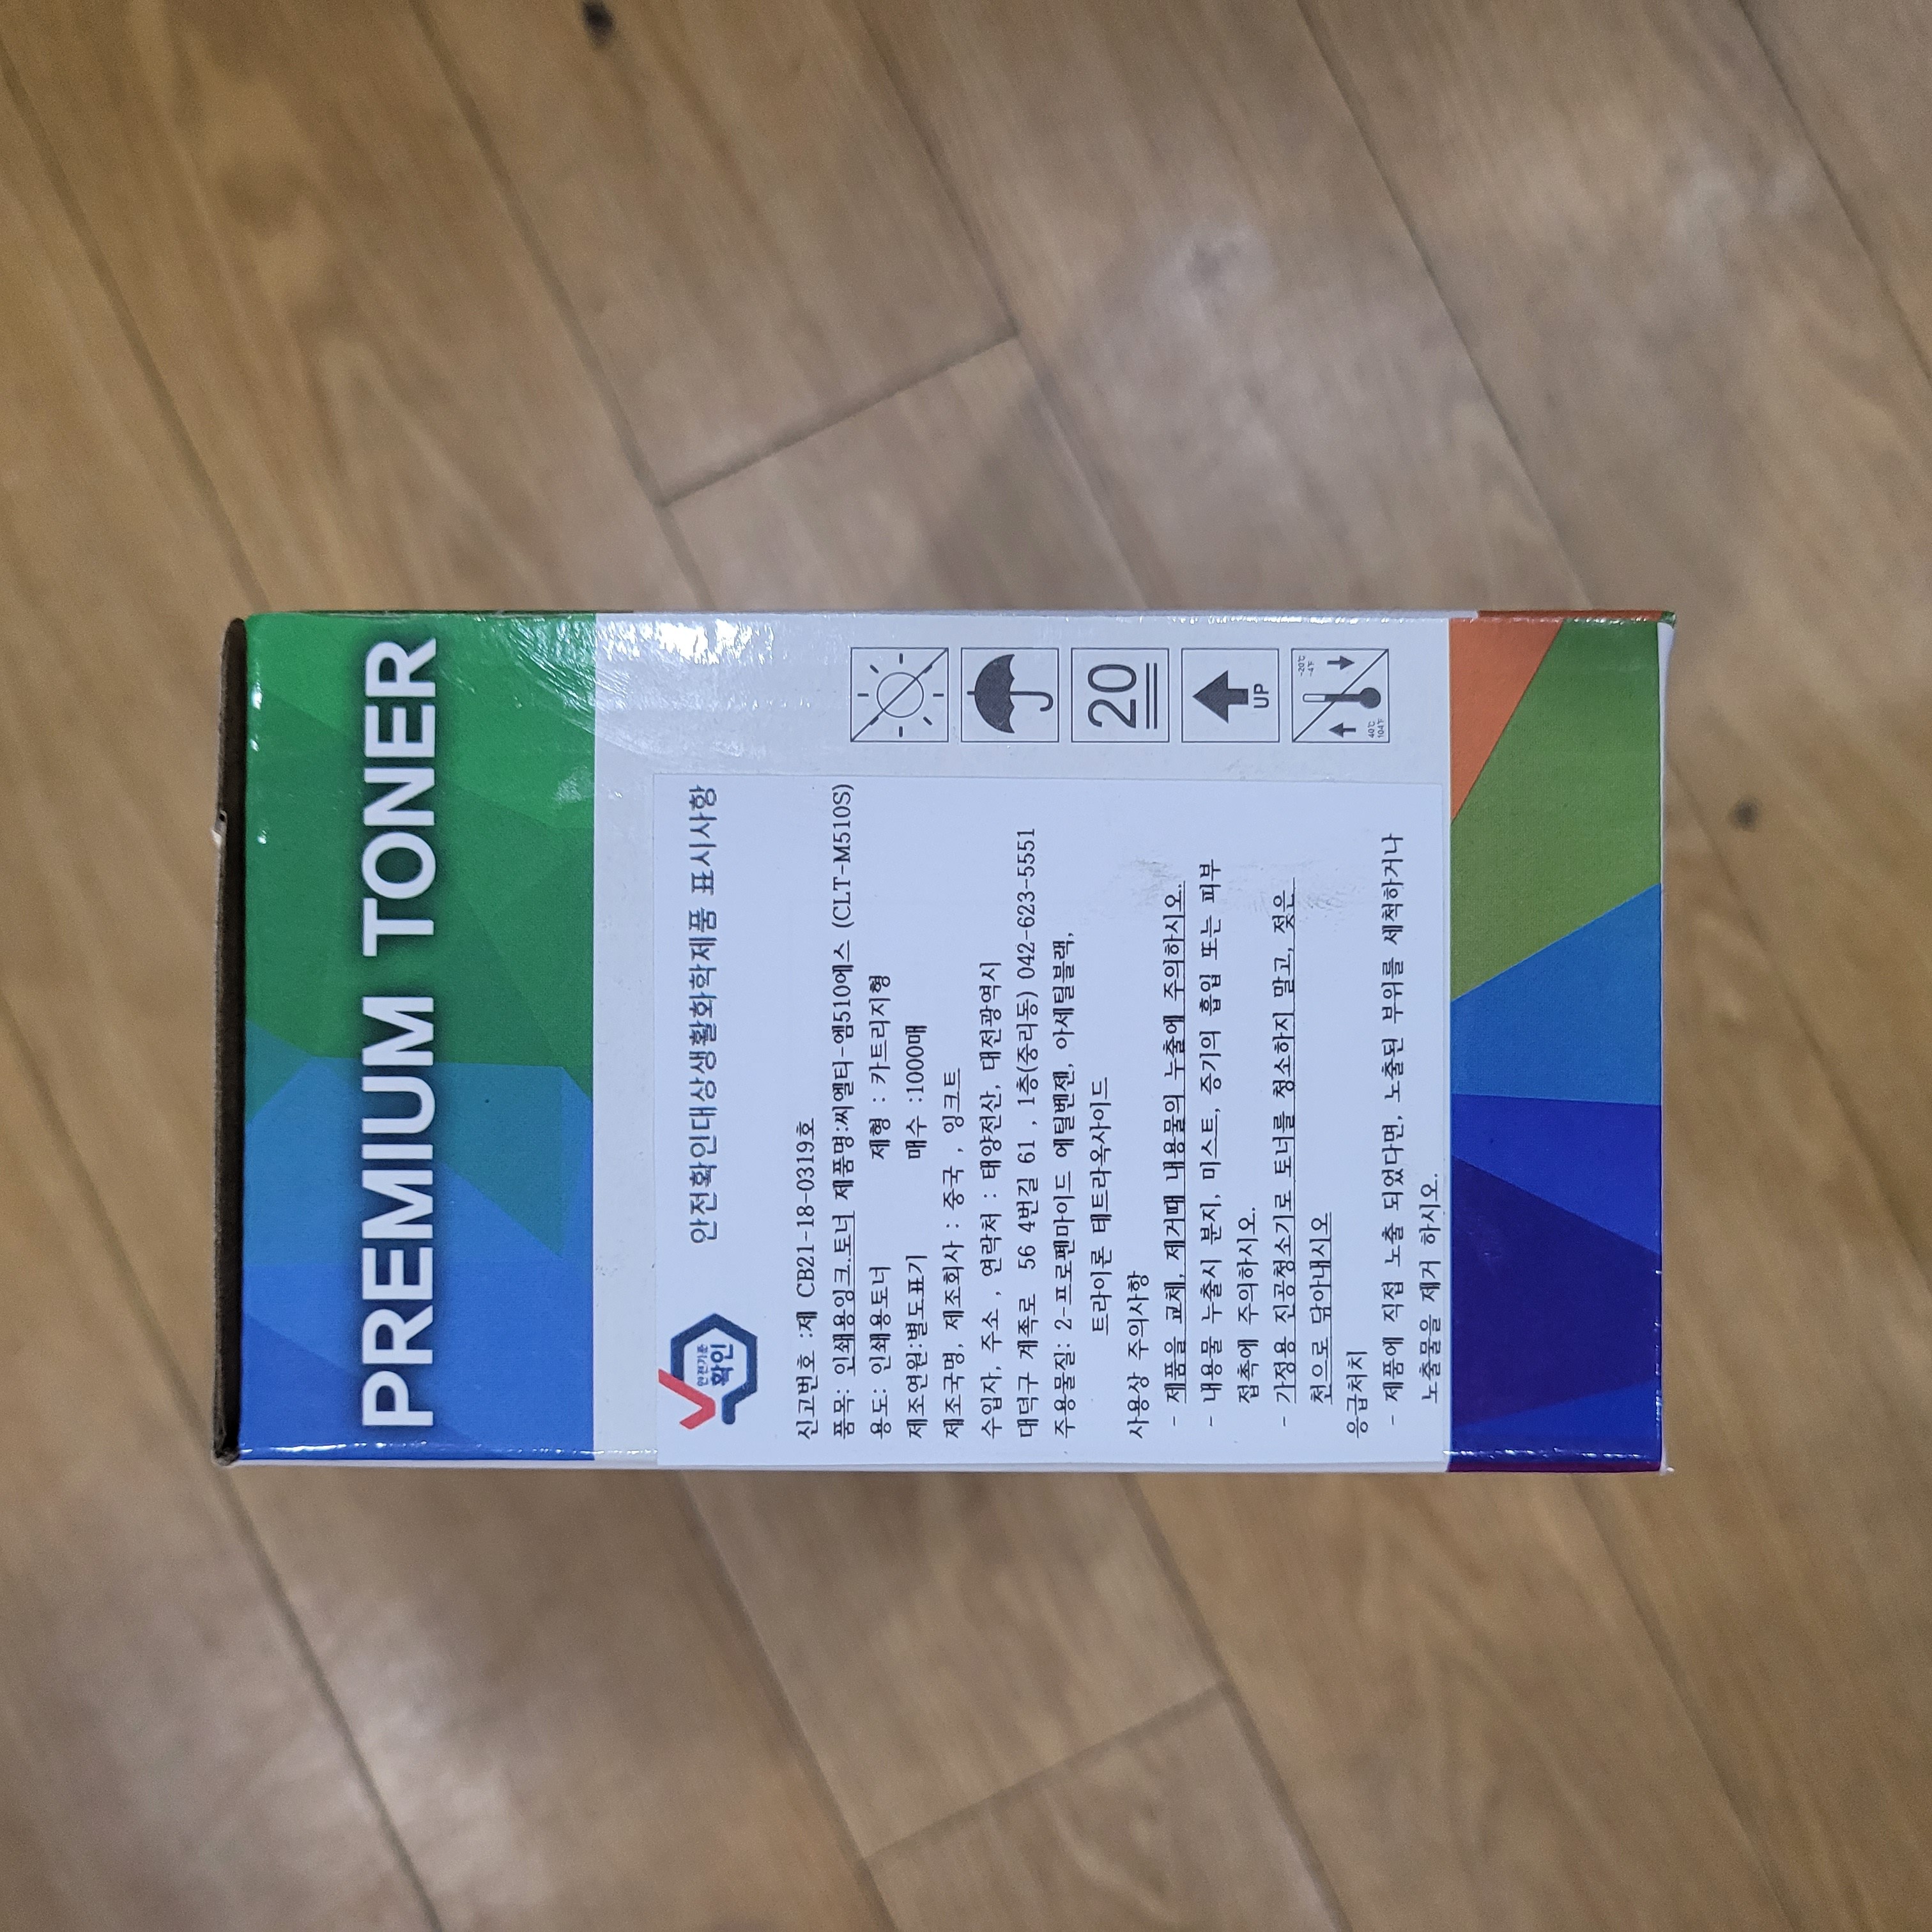 PREMIUM TONER
안전기준
확인
안전확인대상생활화학제품 표시사항
신고번호 :제 CB21-18-0319호
품목: 인쇄용잉크.토너 제품명:씨엘티-엠510에스 (CLT-M510S)
용도: 인쇄용토너 제형 : 카트리지형
제조연원:별도표기 매수 :1000매
제조국명, 제조회사 : 중국 , 잉크트
수입자, 주소 , 연락처 : 태양전산, 대전광역시
대덕구 계족로 56 4번길 61 , 1층(중리동) 042-623-5551
주용물질: 2-프로펜마이드 에틸벤젠, 아세틸블랙,
트라이론 테트라옥사이드
사용상 주의사항
- 제품을 교체, 제거때 내용물의 누출에 주의하시오.
- 내용물 누출시 분지, 미스트, 증기의 흡입 또는 피부
접촉에 주의하시오.
- 가정용 진공청소기로 토너를 청소하지 말고, 젖은
천으로 닦아내시오
응급처치
- 제품에 직접 노출 되었다면, 노출된 부위를 세척하거나
노출물을 제거 하시오.
20
UP
-20℃
-4℉
40℃
104℉